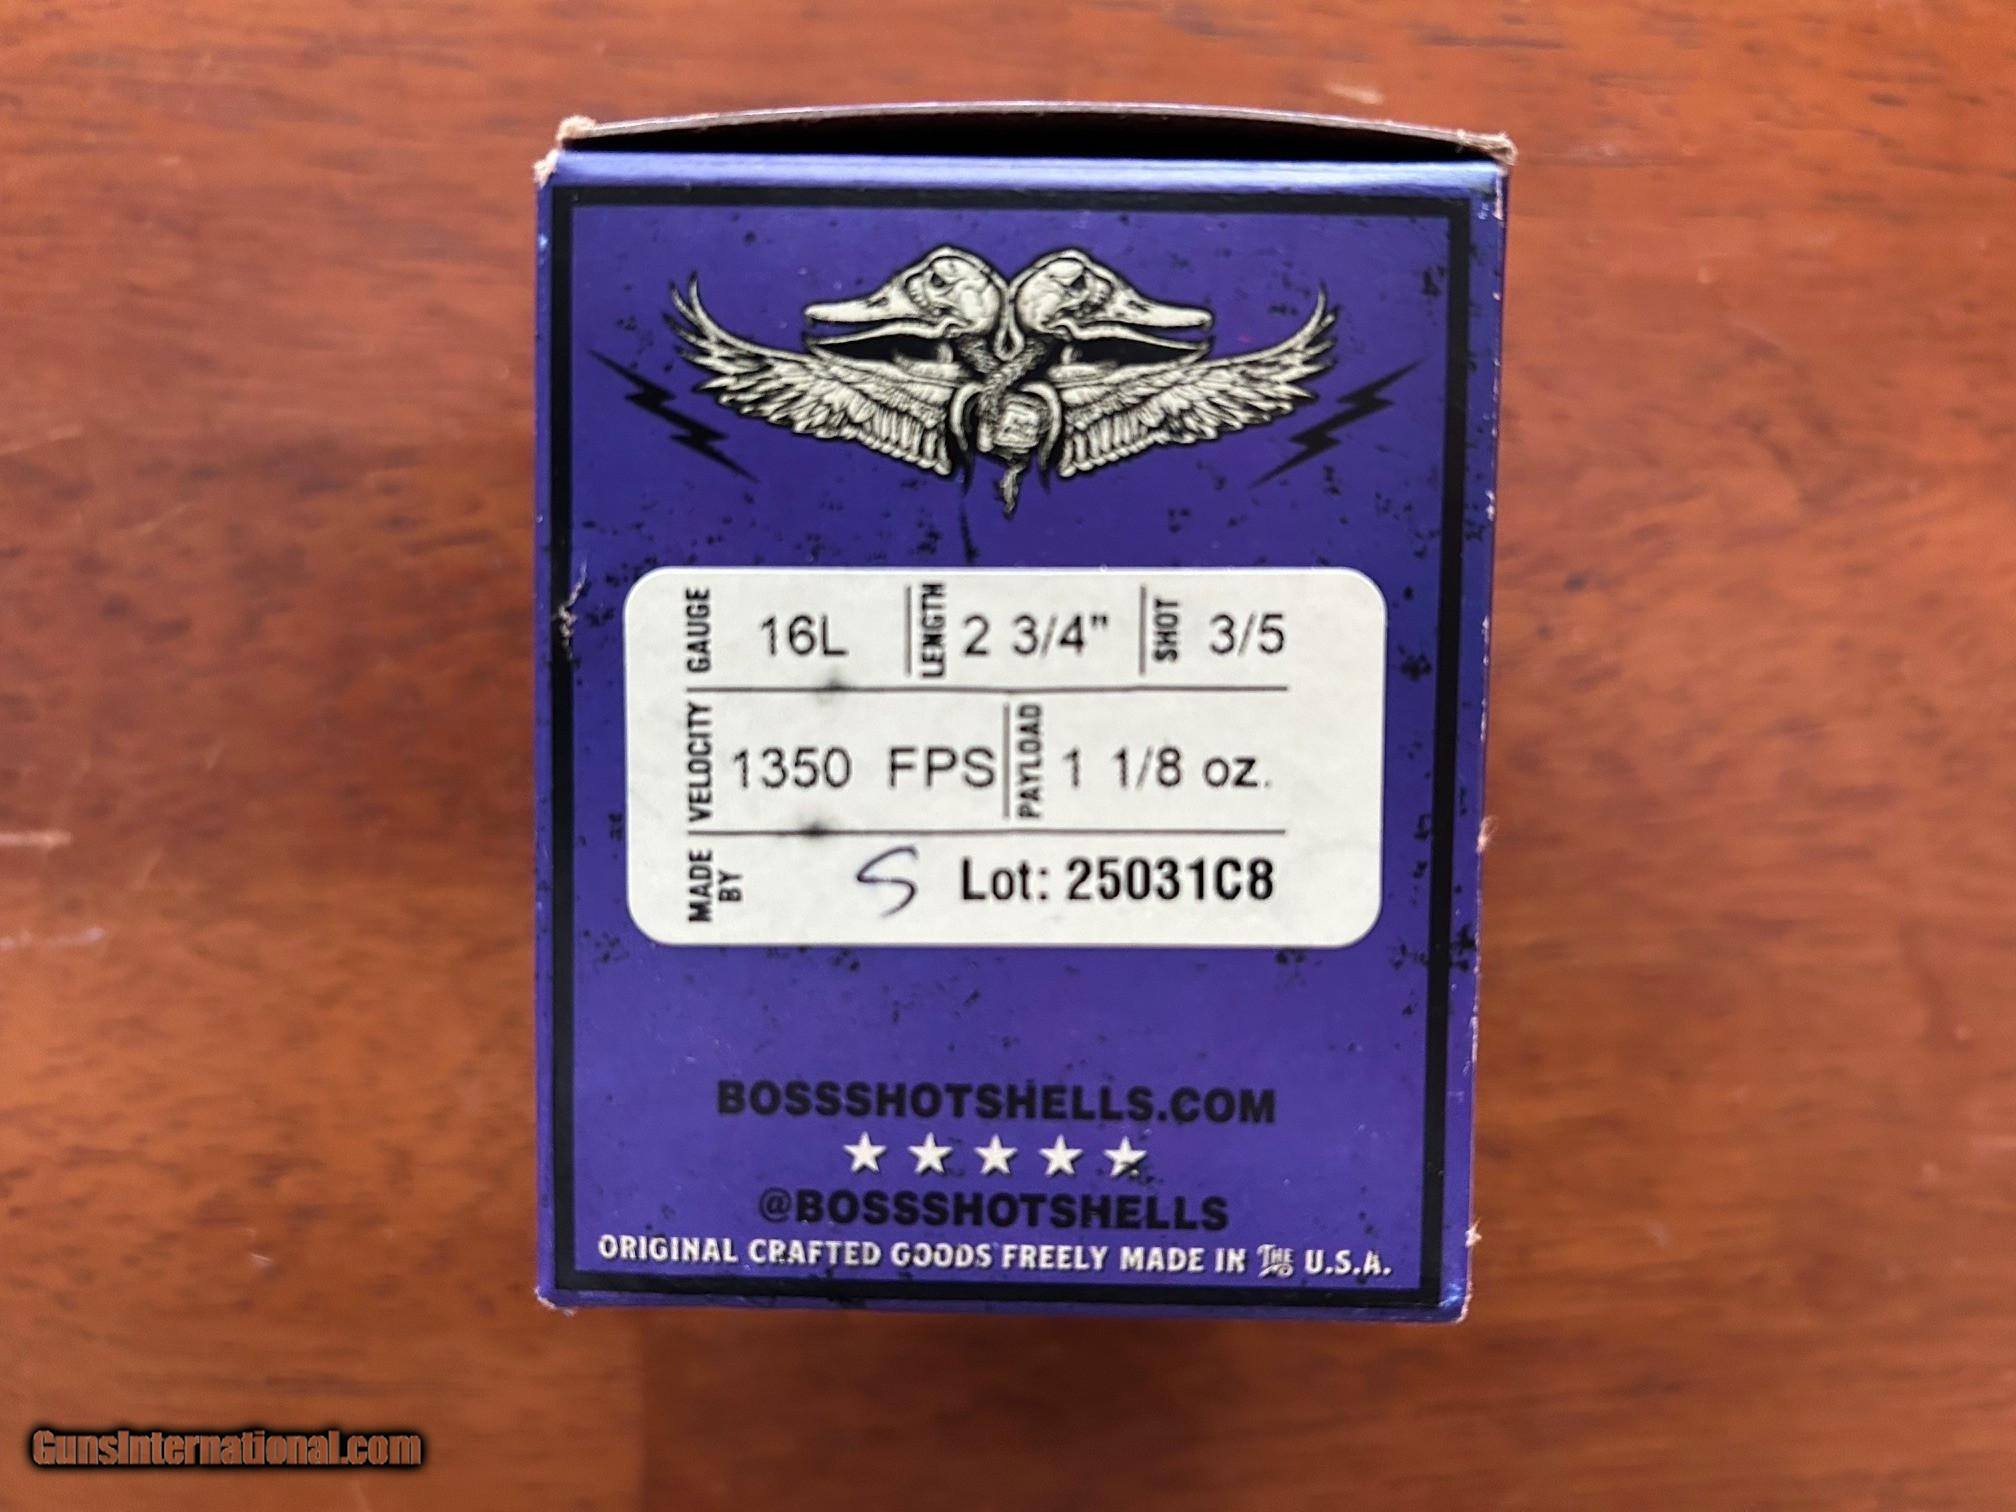 GAUGE 16L LENGTH 2 3/4" SHOT 3/5
VELOCITY 1350 FPS PAYLOAD 1 1/8 oz.
MADE BY S Lot: 25031C8
BOSSSHOTSHELLS.COM
@BOSSSHOTSHELLS
ORIGINAL CRAFTED GOODS FREELY MADE IN THE U.S.A.
GunsInternational.com